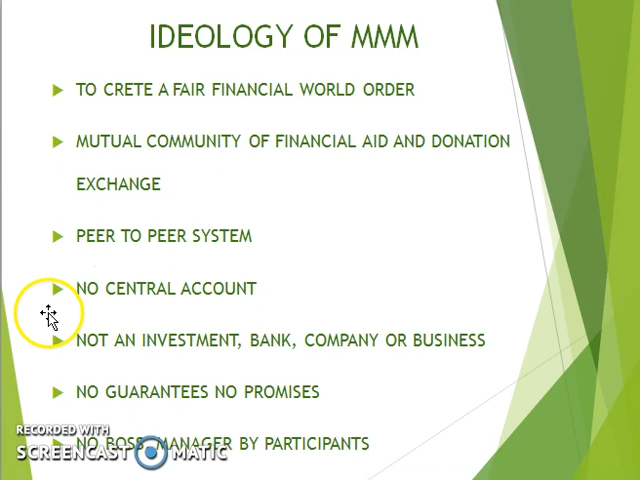 IDEOLOGY OF MMM
TO CRETE A FAIR FINANCIAL WORLD ORDER
MUTUAL COMMUNITY OF FINANCIAL AID AND DONATION
EXCHANGE
PEER TO PEER SYSTEM
NO CENTRAL ACCOUNT
NOT AN INVESTMENT, BANK, COMPANY OR BUSINESS
NO GUARANTEES NO PROMISES
NO BOSS MANAGER BY PARTICIPANTS
RECORDED WITH
SCREENCAST MATIC